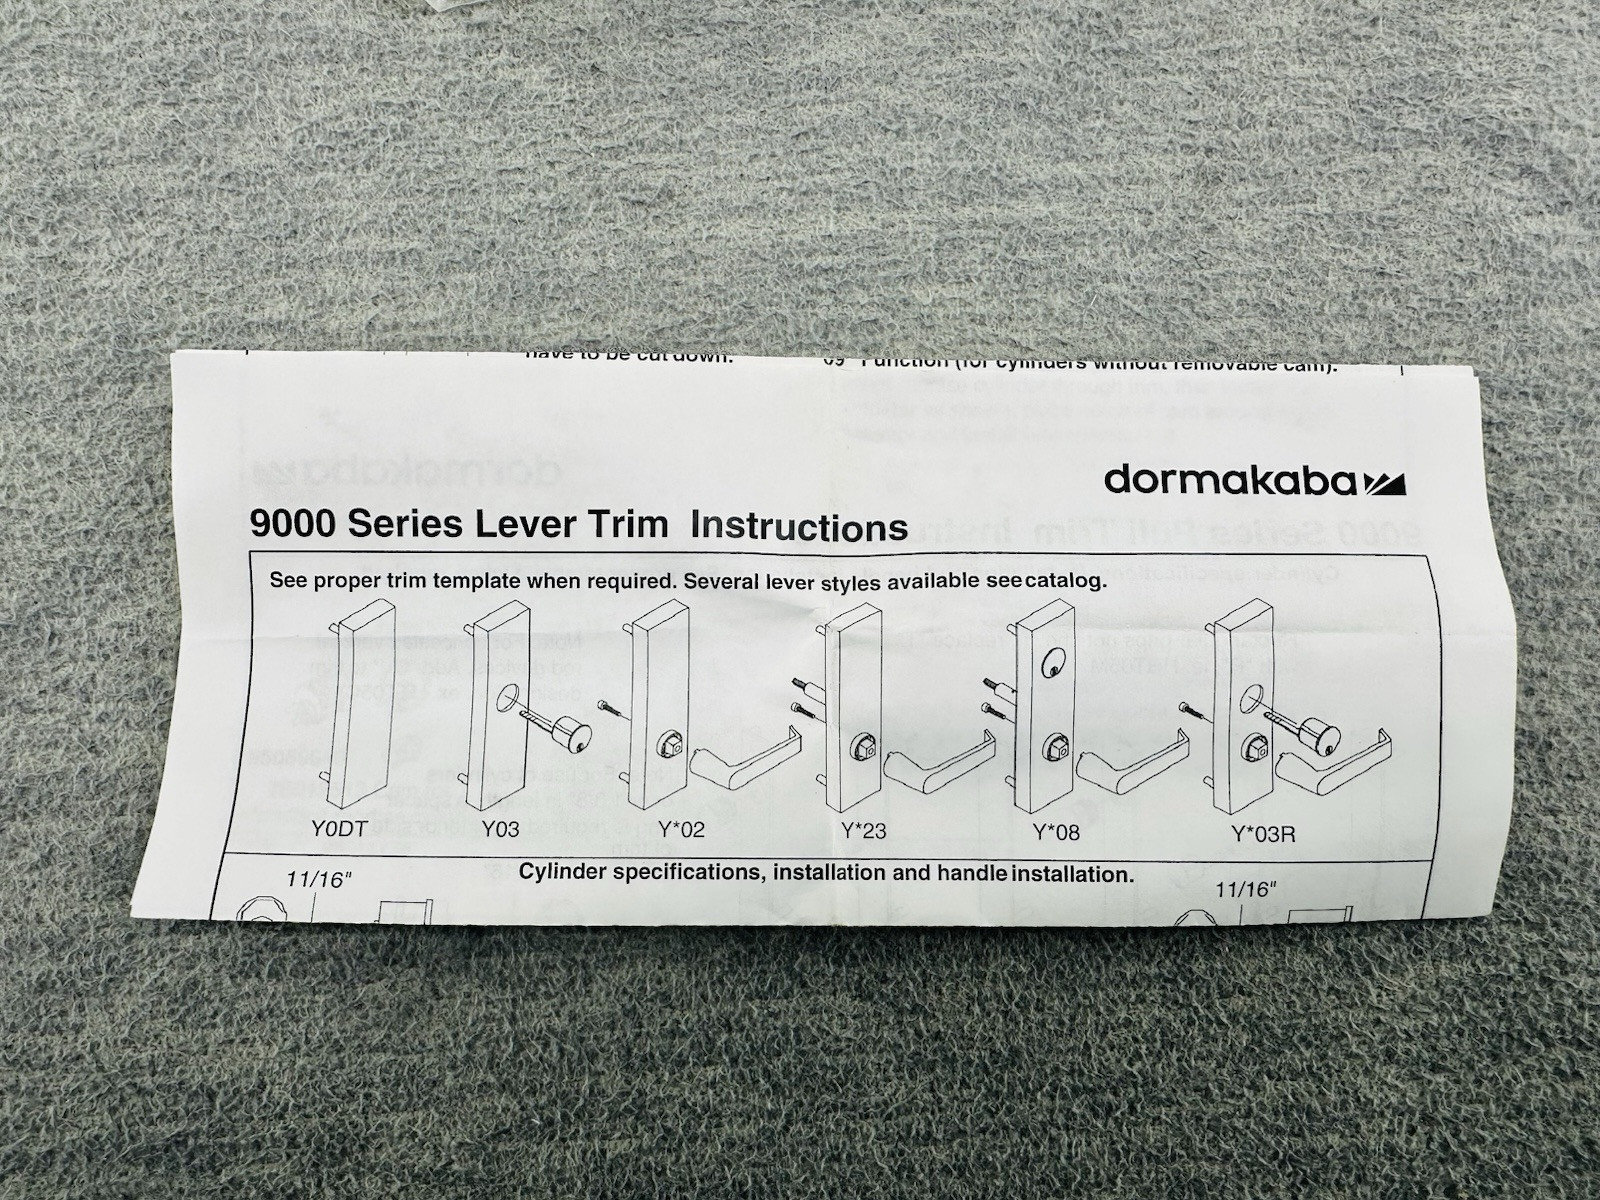 have to be cut down.
09 Function (for cylinders without removable cam).
dormakaba
9000 Series Lever Trim Instructions
See proper trim template when required. Several lever styles available see catalog.
Y0DT Y03 Y*02 Y*23 Y*08 Y*03R
Cylinder specifications, installation and handle installation.
11/16" 11/16"